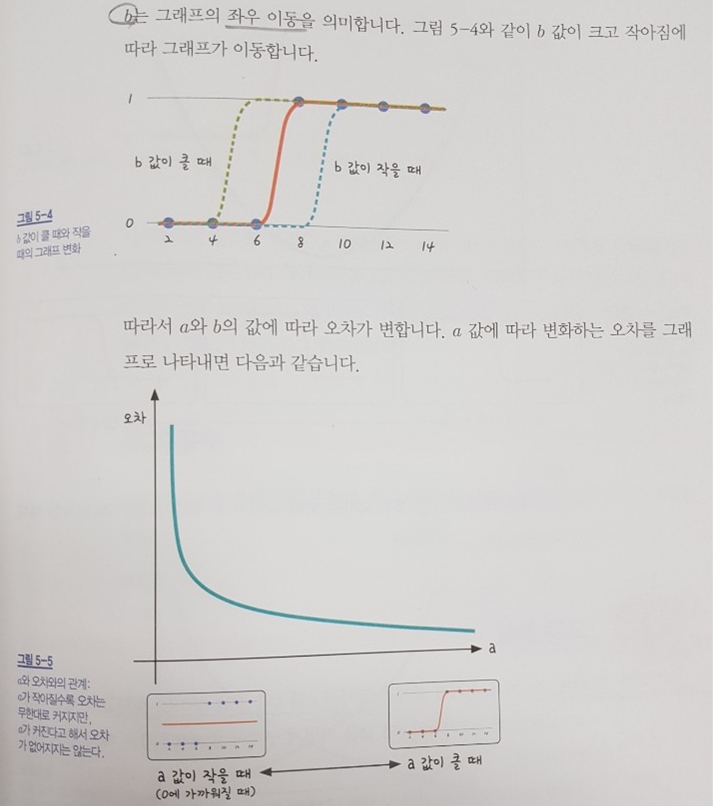 b는 그래프의 좌우 이동을 의미합니다. 그림 5-4와 같이 b 값이 크고 작아짐에
따라 그래프가 이동합니다.
1
b 값이 클 때
b 값이 작을 때
0
2 4 6 8 10 12 14
그림 5-4
b 값이 클 때와 작을
때의 그래프 변화
따라서 a와 b의 값에 따라 오차가 변합니다. a 값에 따라 변화하는 오차를 그래
프로 나타내면 다음과 같습니다.
오차
a
그림 5-5
a와 오차와의 관계:
a가 작아질수록 오차는
무한대로 커지지만,
a가 커진다고 해서 오차
가 없어지지는 않는다.
a 값이 작을 때
(0에 가까워질 때)
a 값이 클 때